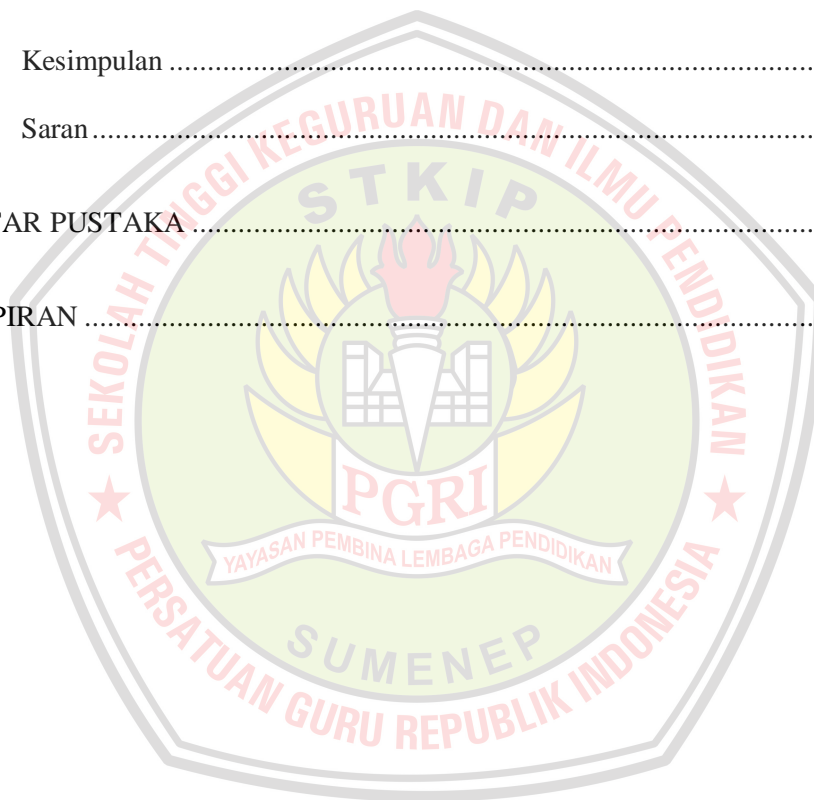 Kesimpulan ....................................................................................
Saran ..............................................................................................
AR PUSTAKA .................................................................................
PIRAN ...............................................................................................
SEKOLAH TINGGI KEGURUAN DAN ILMU PENDIDIKAN
STKIP
PGRI
YAYASAN PEMBINA LEMBAGA PENDIDIKAN
SUMENEP
PERSATUAN GURU REPUBLIK INDONESIA